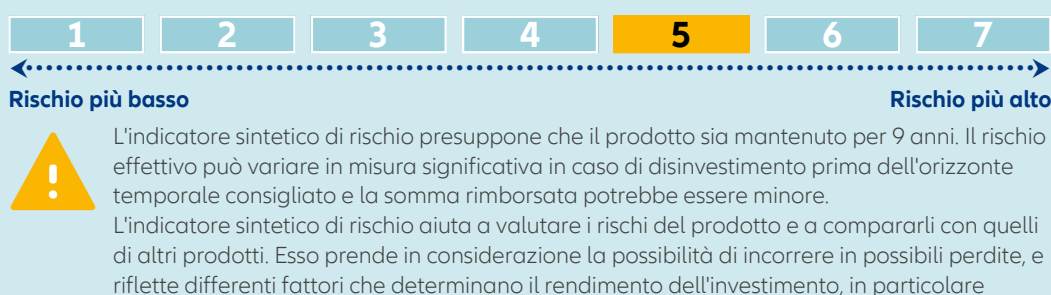 1 2 3 4 5 6 7
Rischio più basso Rischio più alto
L'indicatore sintetico di rischio presuppone che il prodotto sia mantenuto per 9 anni. Il rischio
effettivo può variare in misura significativa in caso di disinvestimento prima dell'orizzonte
temporale consigliato e la somma rimborsata potrebbe essere minore.
L'indicatore sintetico di rischio aiuta a valutare i rischi del prodotto e a compararli con quelli
di altri prodotti. Esso prende in considerazione la possibilità di incorrere in possibili perdite, e
riflette differenti fattori che determinano il rendimento dell'investimento, in particolare